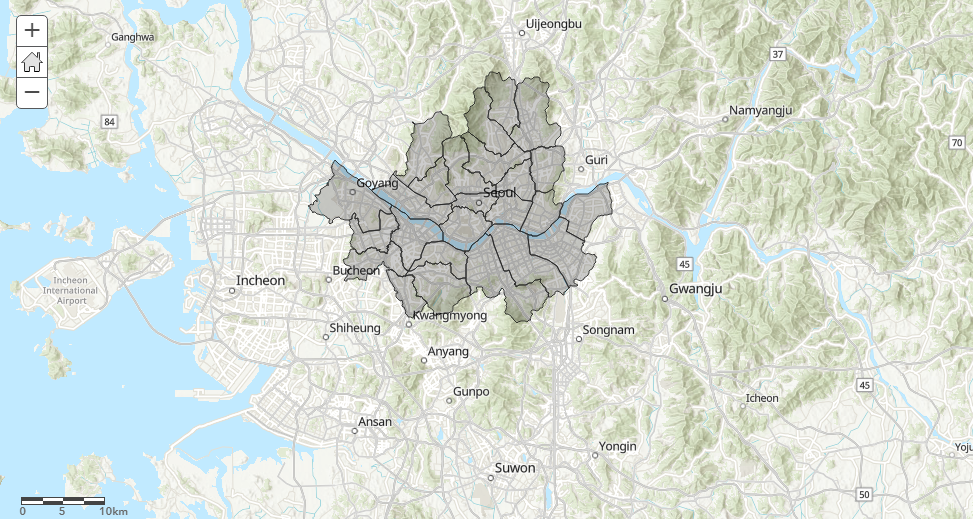 +
−
Ganghwa
Uijeongbu
37
84
Namyangju
70
Guri
Goyang
Seoul
45
Bucheon
Incheon
Incheon
International
Airport
Gwangju
Kwangmyong
Shiheung
Songnam
Anyang
45
Gunpo
Icheon
Ansan
Yongin
Yoju
Suwon
50
0 5 10km